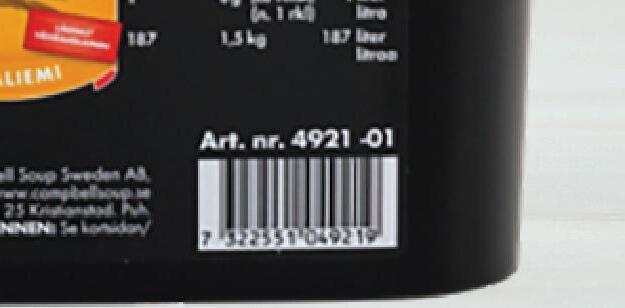 (n. 1 rkl) litra
187 1,5 kg 187 liter
litraa
LIEMI
Art. nr. 4921 -01
ell Soup Sweden AB,
www.campbellsoup.se
25 Kristianstad. Puh
NNEN: Se kortsidan/
7 322551 049219